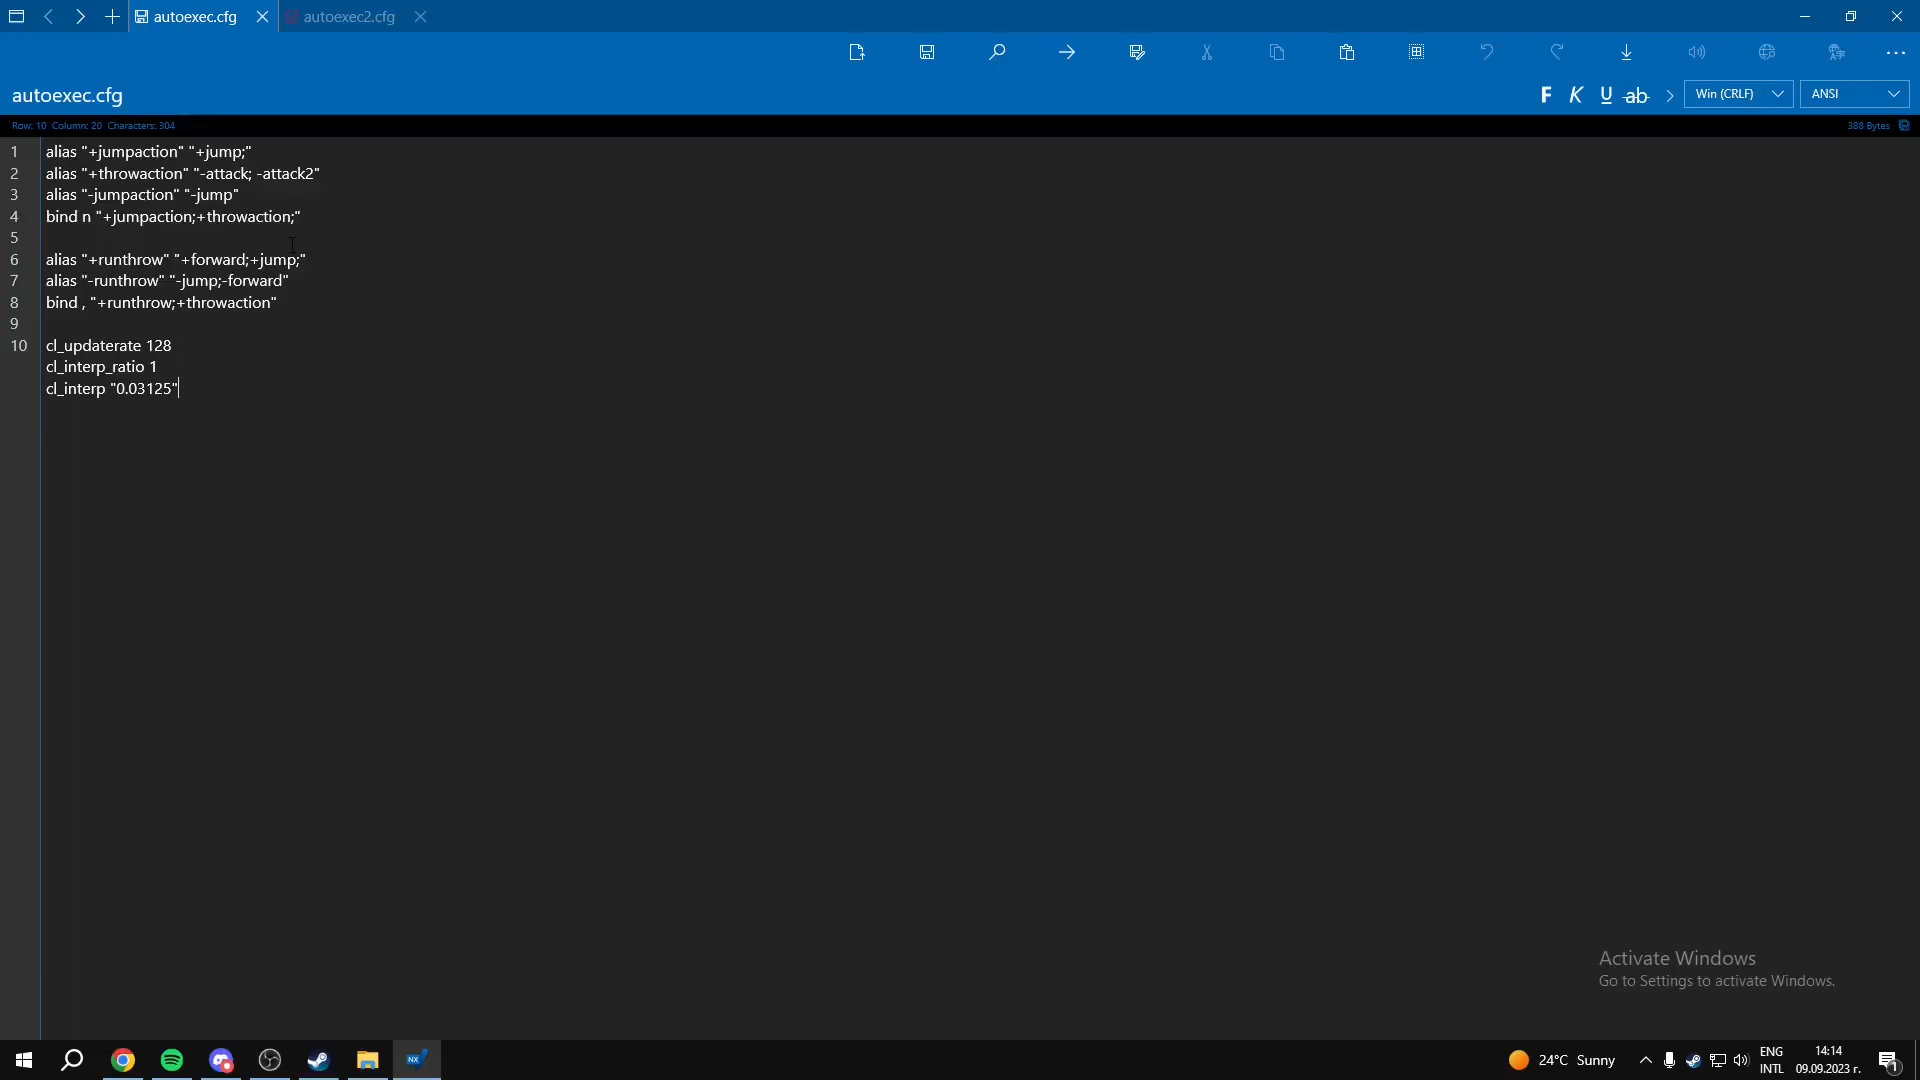 autoexec.cfg
autoexec2.cfg
autoexec.cfg
F K U ab
Win (CRLF)
ANSI
Row: 10 Column: 20 Characters: 304
388 Bytes
1 alias "+jumpaction" "+jump;"
2 alias "+throwaction" "-attack; -attack2"
3 alias "-jumpaction" "-jump"
4 bind n "+jumpaction;+throwaction;"
5
6 alias "+runthrow" "+forward;+jump;"
7 alias "-runthrow" "-jump;-forward"
8 bind , "+runthrow;+throwaction"
9
10 cl_updaterate 128
cl_interp_ratio 1
cl_interp "0.03125"
Activate Windows
Go to Settings to activate Windows.
NX
24°C Sunny
ENG
INTL
14:14
09.09.2023 г.
1